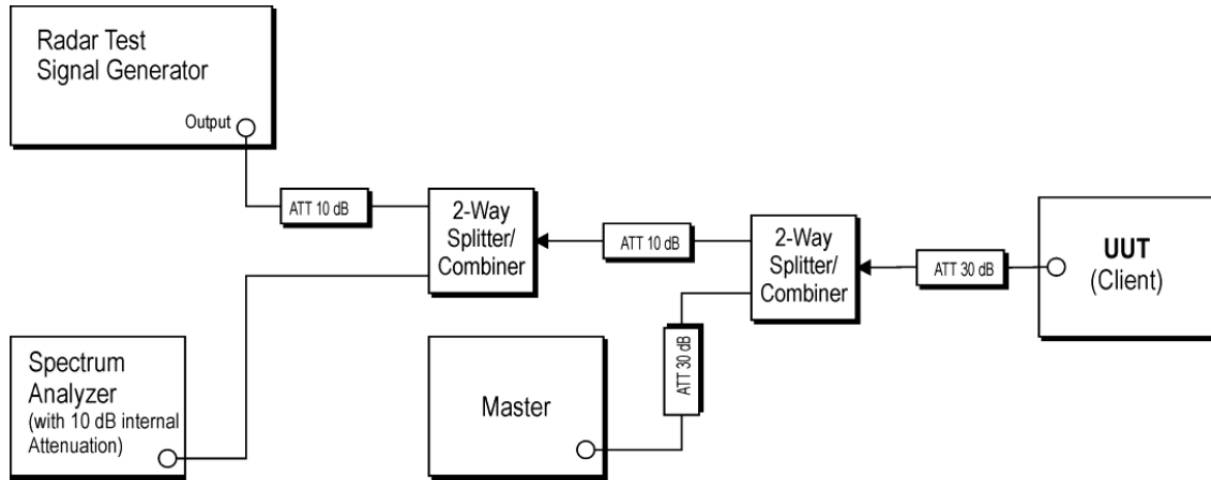 Radar Test
Signal Generator
Output
ATT 10 dB
2-Way
Splitter/
Combiner
ATT 10 dB
2-Way
Splitter/
Combiner
ATT 30 dB
UUT
(Client)
Spectrum
Analyzer
(with 10 dB internal
Attenuation)
Master
ATT 30 dB